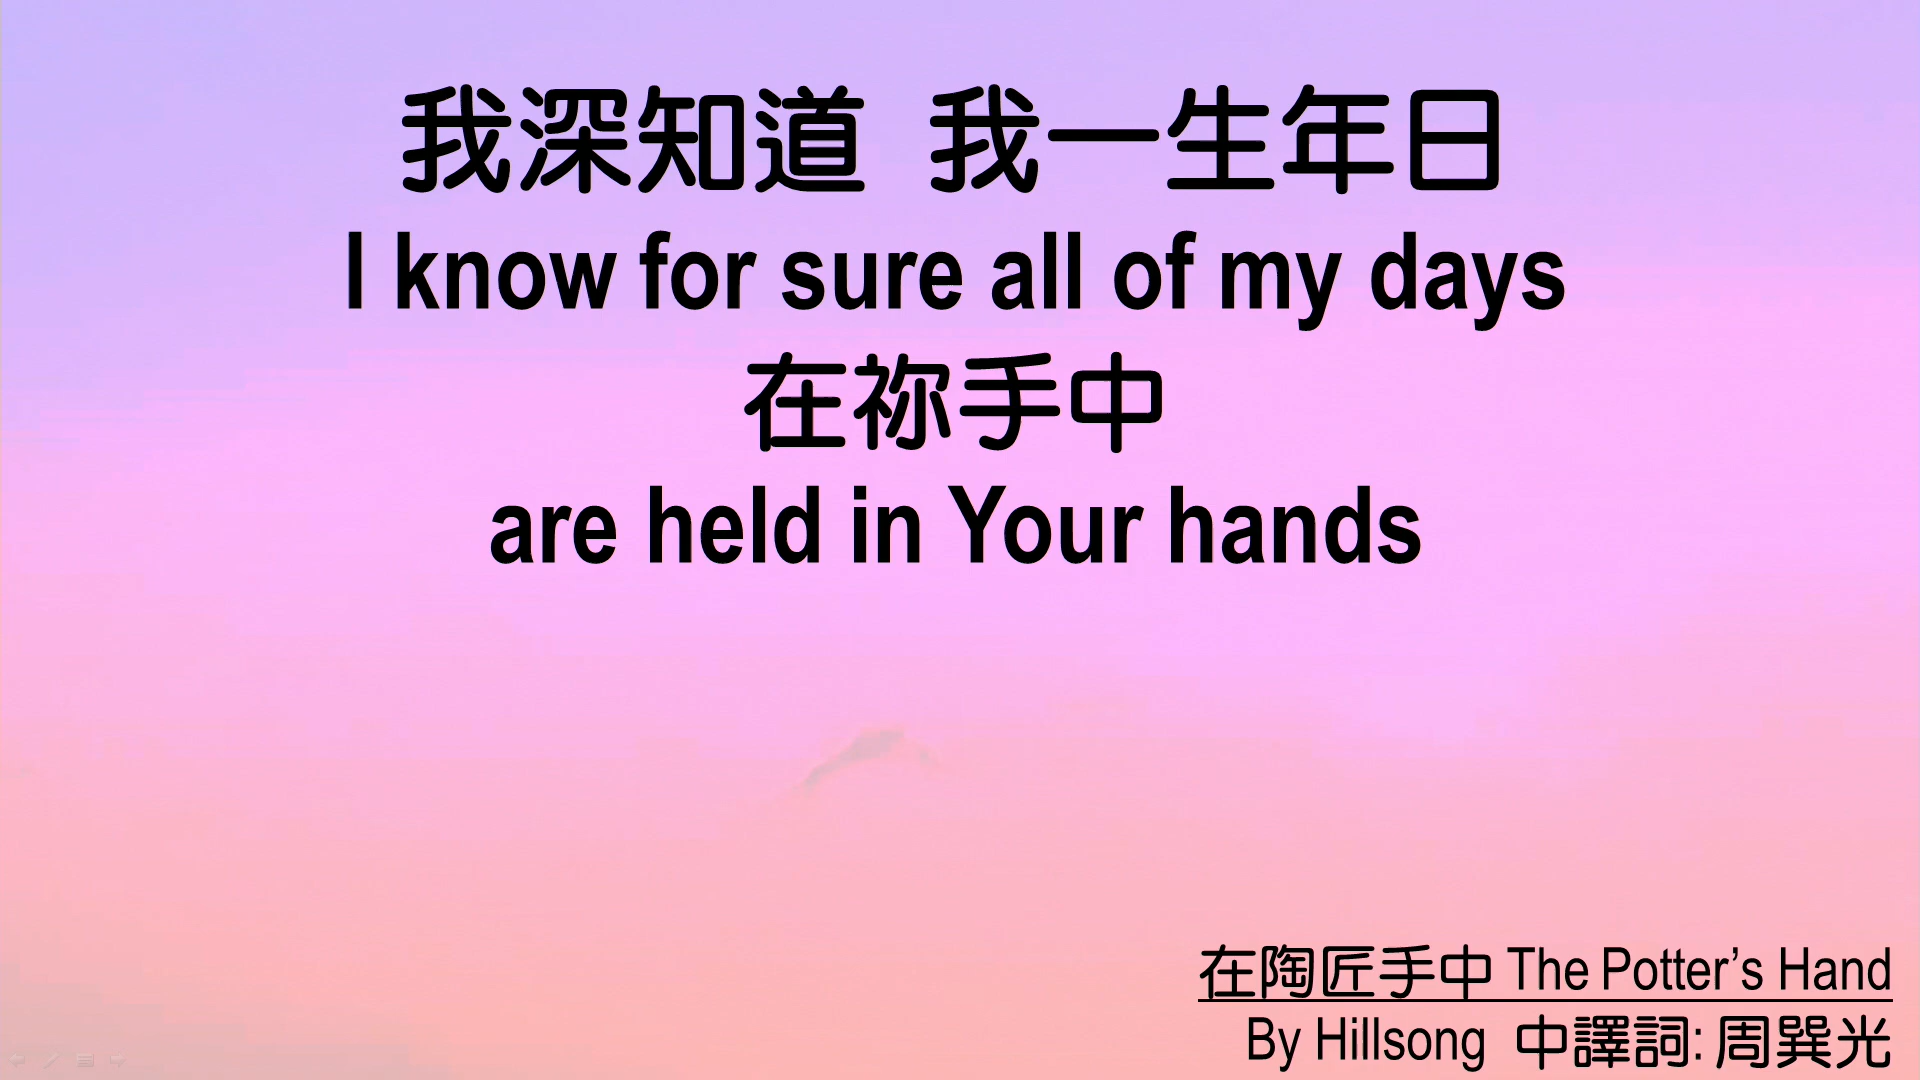 我深知道 我一生年日
I know for sure all of my days
在祢手中
are held in Your hands
在陶匠手中 The Potter’s Hand
By Hillsong 中譯詞: 周巽光